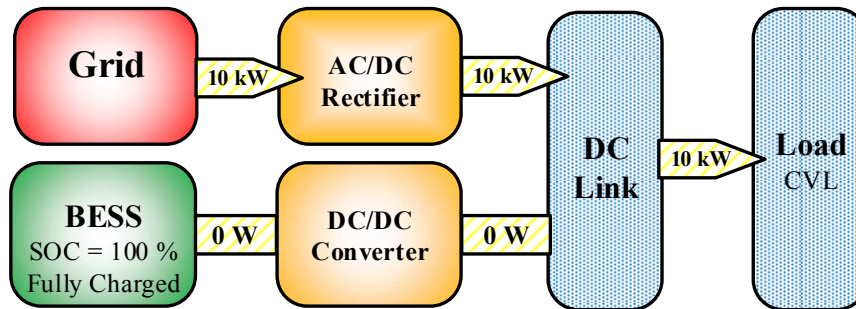 Grid
10 kW
AC/DC
Rectifier
10 kW
DC
Link
10 kW
Load
CVL
BESS
SOC = 100 %
Fully Charged
0 W
DC/DC
Converter
0 W